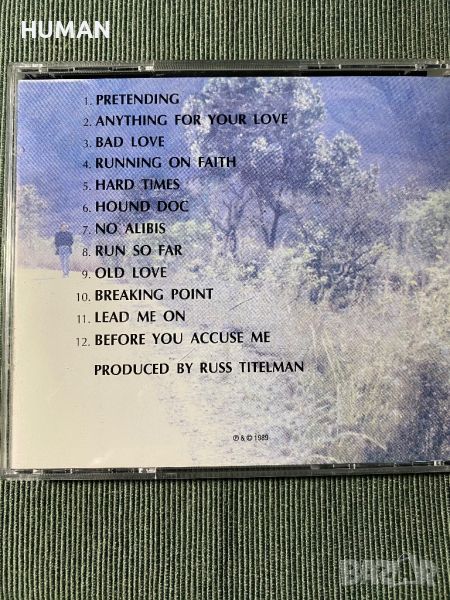 HUMAN
1. PRETENDING
2. ANYTHING FOR YOUR LOVE
3. BAD LOVE
4. RUNNING ON FAITH
5. HARD TIMES
6. HOUND DOG
7. NO ALIBIS
8. RUN SO FAR
9. OLD LOVE
10. BREAKING POINT
11. LEAD ME ON
12. BEFORE YOU ACCUSE ME
PRODUCED BY RUSS TITELMAN
℗ & © 1989
BAZAR